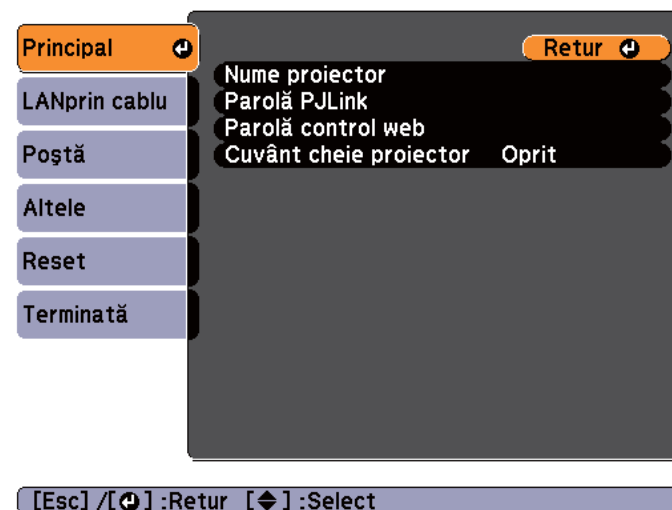 Principal
LANprin cablu
Poştă
Altele
Reset
Terminată
Retur
Nume proiector
Parolă PJLink
Parolă control web
Cuvânt cheie proiector Oprit
[Esc] /[ ] :Retur [ ] :Select